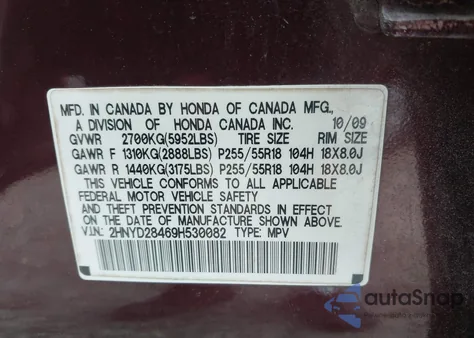 MFD. IN CANADA BY HONDA OF CANADA MFG.,
A DIVISION OF HONDA CANADA INC. 10/09
GVWR 2700KG(5952LBS) TIRE SIZE RIM SIZE
GAWR F 1310KG(2888LBS) P255/55R18 104H 18X8.0J
GAWR R 1440KG(3175LBS) P255/55R18 104H 18X8.0J
THIS VEHICLE CONFORMS TO ALL APPLICABLE
FEDERAL MOTOR VEHICLE SAFETY
AND THEFT PREVENTION STANDARDS IN EFFECT
ON THE DATE OF MANUFACTURE SHOWN ABOVE.
V.I.N: 2HNYD28469H530082 TYPE: MPV
autaSnap